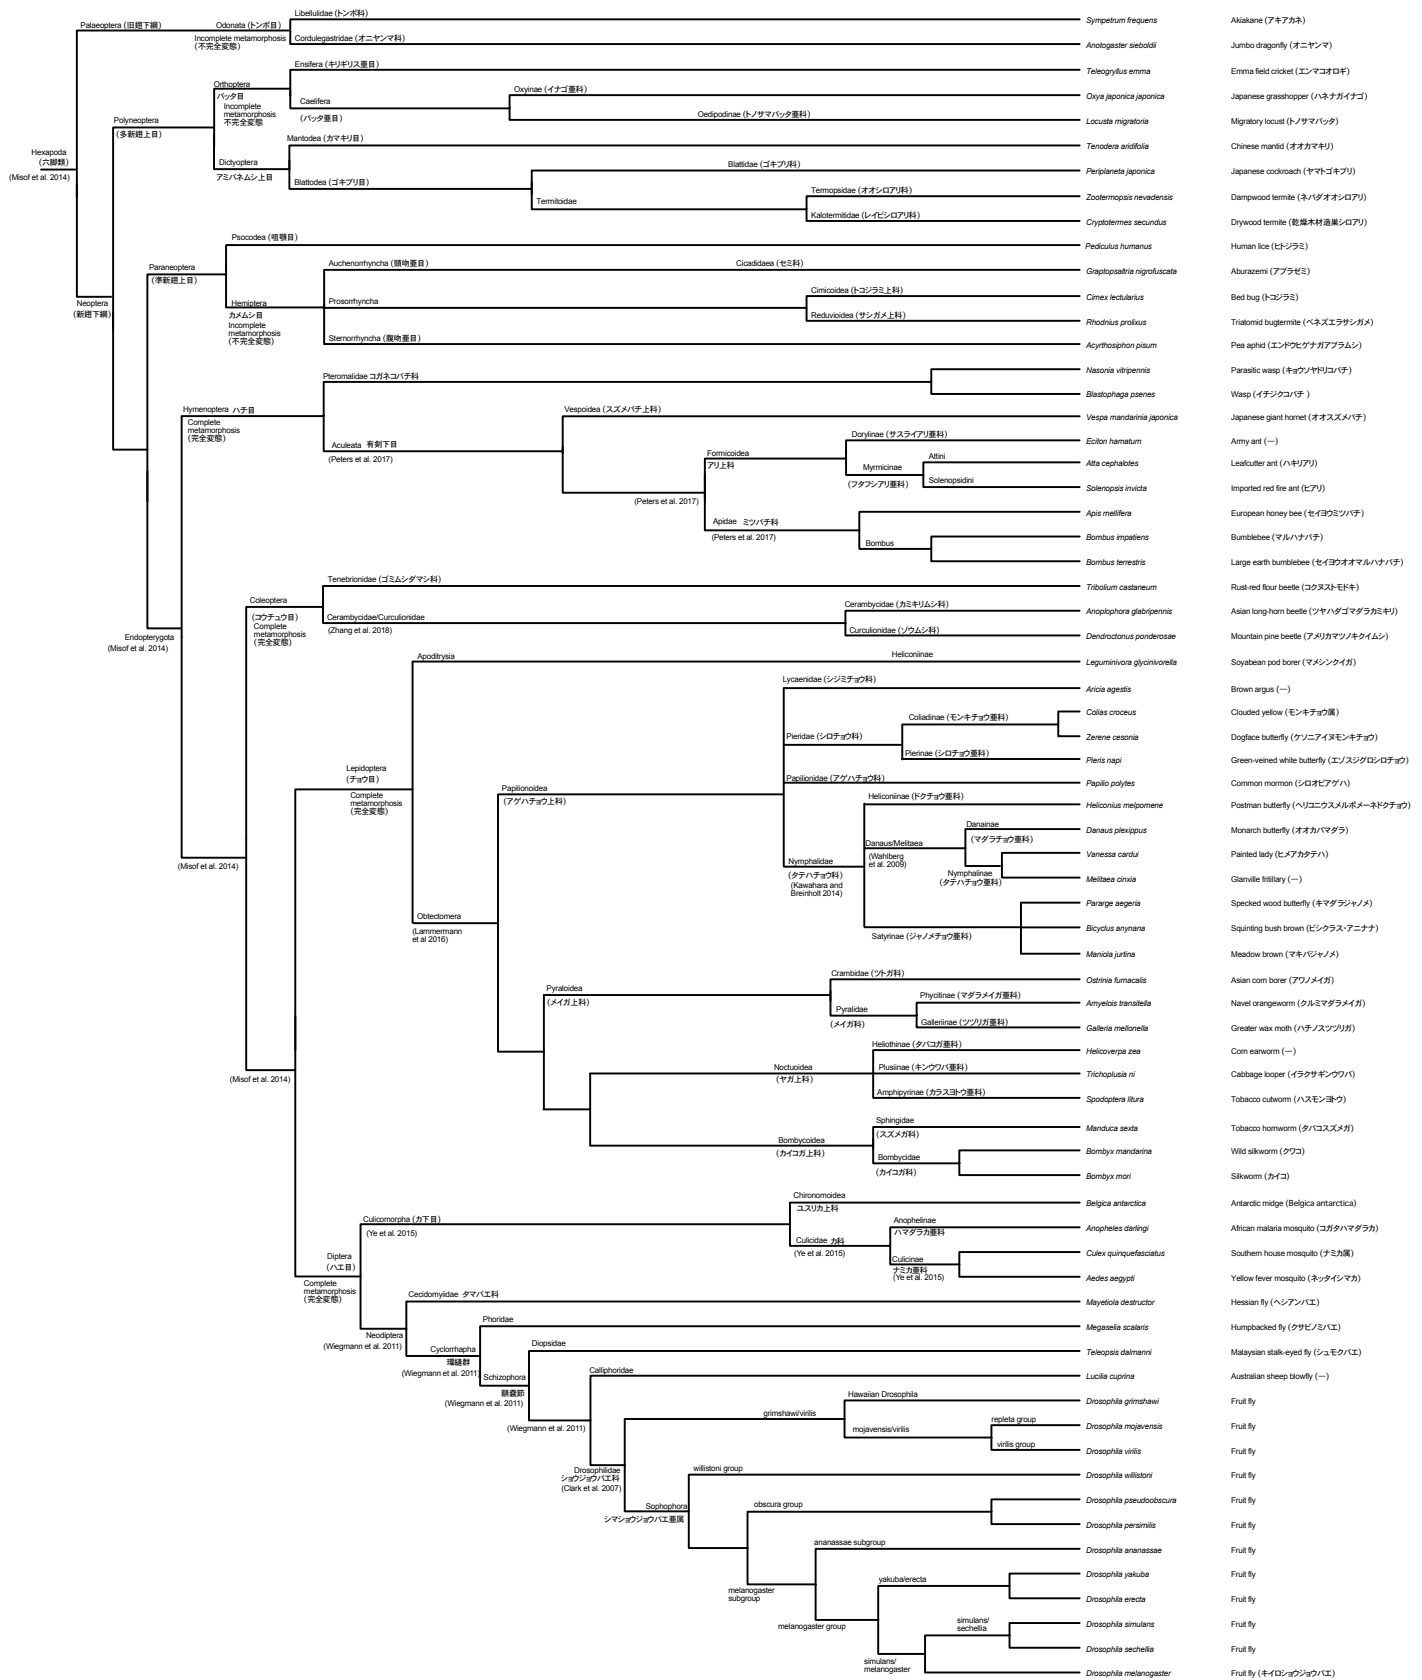 Libellulidae (トンボ科)
Palaeoptera (旧翅下綱) Odonata (トンボ目) Sympetrum frequens Akiakane (アキアカネ)
Incomplete metamorphosis Cordulegastridae (オニヤンマ科)
(不完全変態) Anotogaster sieboldii Jumbo dragonfly (オニヤンマ)
Ensifera (キリギリス亜目) Teleogryllus emma Emma field cricket (エンマコオロギ)
Orthoptera
バッタ目
Incomplete
metamorphosis
不完全変態
Caelifera
(バッタ亜目)
Oxyinae (イナゴ亜科) Oxya japonica japonica Japanese grasshopper (ハネナガイナゴ)
Oedipodinae (トノサマバッタ亜科) Locusta migratoria Migratory locust (トノサマバッタ)
Polyneoptera
(多新翅上目)
Mantodea (カマキリ目) Tenodera aridifolia Chinese mantid (オオカマキリ)
Hexapoda
(六脚類)
(Misof et al. 2014)
Dictyoptera
アミバネムシ上目
Blattodea (ゴキブリ目)
Blattidae (ゴキブリ科) Periplaneta japonica Japanese cockroach (ヤマトゴキブリ)
Termitoidae
Termopsidae (オオシロアリ科) Zootermopsis nevadensis Dampwood termite (ネバダオオシロアリ)
Kalotermitidae (レイビシロアリ科) Cryptotermes secundus Drywood termite (乾燥木材造巣シロアリ)
Psocodea (咀顎目) Pediculus humanus Human lice (ヒトジラミ)
Paraneoptera
(準新翅上目)
Auchenorrhyncha (頸吻亜目) Cicadidaea (セミ科) Graptopsaltria nigrofuscata Aburazemi (アブラゼミ)
Neoptera
(新翅下綱)
Hemiptera
カメムシ目
Incomplete
metamorphosis
(不完全変態)
Prosorrhyncha
Cimicoidea (トコジラミ上科) Cimex lectularius Bed bug (トコジラミ)
Reduvioidea (サシガメ上科) Rhodnius prolixus Triatomid bugtermite (ベネズエラサシガメ)
Sternorrhyncha (腹吻亜目) Acyrthosiphon pisum Pea aphid (エンドウヒゲナガアブラムシ)
Pteromalidae コガネコバチ科 Nasonia vitripennis Parasitic wasp (キョウソヤドリコバチ)
Blastophaga psenes Wasp (イチジクコバチ)
Hymenoptera ハチ目
Complete
metamorphosis
(完全変態)
Vespoidea (スズメバチ上科) Vespa mandarinia japonica Japanese giant hornet (オオスズメバチ)
Aculeata 有剣下目
(Peters et al. 2017)
Formicoidea
アリ上科
Dorylinae (サスライアリ亜科) Eciton hamatum Army ant (—)
Myrmicinae
(フタフシアリ亜科)
Attini Atta cephalotes Leafcutter ant (ハキリアリ)
Solenopsidini Solenopsis invicta Imported red fire ant (ヒアリ)
(Peters et al. 2017)
Apidae ミツバチ科
(Peters et al. 2017)
Apis mellifera European honey bee (セイヨウミツバチ)
Bombus
Bombus impatiens Bumblebee (マルハナバチ)
Bombus terrestris Large earth bumblebee (セイヨウオオマルハナバチ)
Tenebrionidae (ゴミムシダマシ科) Tribolium castaneum Rust-red flour beetle (コクヌストモドキ)
Coleoptera
(コウチュウ目)
Complete
metamorphosis
(完全変態)
Cerambycidae/Curculionidae
(Zhang et al. 2018)
Cerambycidae (カミキリムシ科) Anoplophora glabripennis Asian long-horn beetle (ツヤハダゴマダラカミキリ)
Curculionidae (ゾウムシ科) Dendroctonus ponderosae Mountain pine beetle (アメリカマツノキクイムシ)
Endopterygota
(Misof et al. 2014)
Apoditrysia Heliconiinae Leguminivora glycinivorella Soyabean pod borer (マメシンクイガ)
Lycaenidae (シジミチョウ科) Aricia agestis Brown argus (—)
Pieridae (シロチョウ科)
Coliadinae (モンキチョウ亜科) Colias croceus Clouded yellow (モンキチョウ属)
Zerene cesonia Dogface butterfly (ケソニアイヌモンキチョウ)
Pierinae (シロチョウ亜科) Pieris napi Green-veined white butterfly (エゾスジグロシロチョウ)
Lepidoptera
(チョウ目)
Complete
metamorphosis
(完全変態)
Papilionoidea
(アゲハチョウ上科)
Papilionidae (アゲハチョウ科) Papilio polytes Common mormon (シロオビアゲハ)
Heliconiinae (ドクチョウ亜科) Heliconius melpomene Postman butterfly (ヘリコニウスメルポメーネドクチョウ)
Danaus/Melitaea
(Wahlberg
et al. 2009)
Danainae
(マダラチョウ亜科)
Danaus plexippus Monarch butterfly (オオカバマダラ)
Vanessa cardui Painted lady (ヒメアカタテハ)
Nymphalinae
(タテハチョウ亜科)
Melitaea cinxia Glanville fritillary (—)
Nymphalidae
(タテハチョウ科)
(Kawahara and
Breinholt 2014)
(Misof et al. 2014)
Pararge aegeria Specked wood butterfly (キマダラジャノメ)
Obtectomera
(Lammermann
et al 2016)
Satyrinae (ジャノメチョウ亜科) Bicyclus anynana Squinting bush brown (ビシクラス・アニナナ)
Maniola jurtina Meadow brown (マキバジャノメ)
Pyraloidea
(メイガ上科)
Crambidae (ツトガ科) Ostrinia furnacalis Asian corn borer (アワノメイガ)
Pyralidae
(メイガ科)
Phycitinae (マダラメイガ亜科) Amyelois transitella Navel orangeworm (クルミマダラメイガ)
Galleriinae (ツヅリガ亜科) Galleria mellonella Greater wax moth (ハチノスツヅリガ)
Heliothinae (タバコガ亜科) Helicoverpa zea Corn earworm (—)
Noctuoidea
(ヤガ上科)
Plusiinae (キンウワバ亜科) Trichoplusia ni Cabbage looper (イラクサギンウワバ)
(Misof et al. 2014)
Amphipyrinae (カラスヨトウ亜科) Spodoptera litura Tobacco cutworm (ハスモンヨトウ)
Bombycoidea
(カイコガ上科)
Sphingidae
(スズメガ科)
Manduca sexta Tobacco hornworm (タバコスズメガ)
Bombycidae
(カイコガ科)
Bombyx mandarina Wild silkworm (クワコ)
Bombyx mori Silkworm (カイコ)
Chironomoidea
ユスリカ上科
Belgica antarctica Antarctic midge (Belgica antarctica)
Culicomorpha (カ下目)
(Ye et al. 2015)
Culicidae カ科
(Ye et al. 2015)
Anophelinae
ハマダラカ亜科
Anopheles darlingi African malaria mosquito (コガタハマダラカ)
Culicinae
ナミカ亜科
(Ye et al. 2015)
Culex quinquefasciatus Southern house mosquito (ナミカ属)
Aedes aegypti Yellow fever mosquito (ネッタイシマカ)
Diptera
(ハエ目)
Complete
metamorphosis
(完全変態)
Cecidomyiidae タマバエ科 Mayetiola destructor Hessian fly (ヘシアンバエ)
Neodiptera
(Wiegmann et al. 2011)
Phoridae Megaselia scalaris Humpbacked fly (クサビノミバエ)
Cyclorrhapha
環縫群
(Wiegmann et al. 2011)
Diopsidae Teleopsis dalmanni Malaysian stalk-eyed fly (シュモクバエ)
Schizophora
額嚢節
(Wiegmann et al. 2011)
Calliphoridae Lucilia cuprina Australian sheep blowfly (—)
(Wiegmann et al. 2011)
Hawaiian Drosophila Drosophila grimshawi Fruit fly
grimshawi/virilis
mojavensis/virilis
repleta group Drosophila mojavensis Fruit fly
virilis group Drosophila virilis Fruit fly
Drosophilidae
ショウジョウバエ科
(Clark et al. 2007)
willistoni group Drosophila willistoni Fruit fly
Sophophora
シマショウジョウバエ亜属
obscura group Drosophila pseudoobscura Fruit fly
Drosophila persimilis Fruit fly
ananassae subgroup Drosophila ananassae Fruit fly
melanogaster
subgroup
yakuba/erecta Drosophila yakuba Fruit fly
Drosophila erecta Fruit fly
melanogaster group
simulans/
sechellia
Drosophila simulans Fruit fly
Drosophila sechellia Fruit fly
simulans/
melanogaster
Drosophila melanogaster Fruit fly (キイロショウジョウバエ)